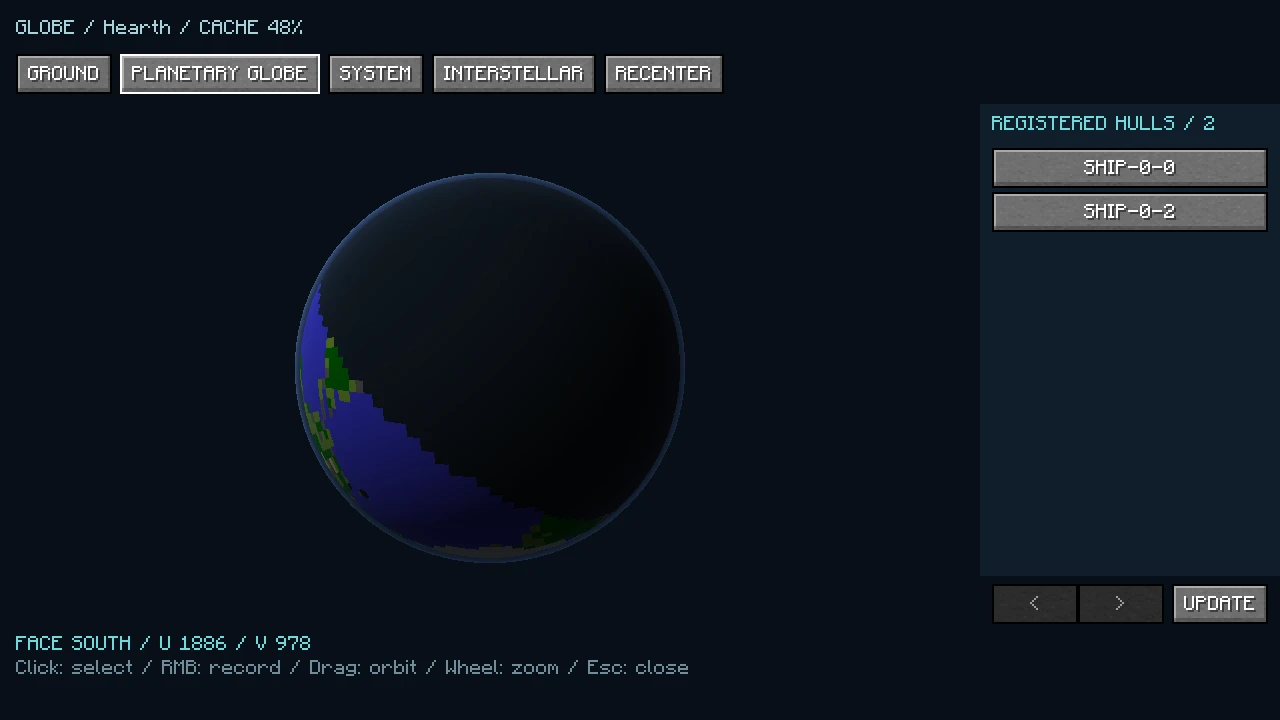 GLOBE / Hearth / CACHE 48%
GROUND PLANETARY GLOBE SYSTEM INTERSTELLAR RECENTER
REGISTERED HULLS / 2
SHIP-0-0
SHIP-0-2
< > UPDATE
FACE SOUTH / U 1886 / V 978
Click: select / RMB: record / Drag: orbit / Wheel: zoom / Esc: close